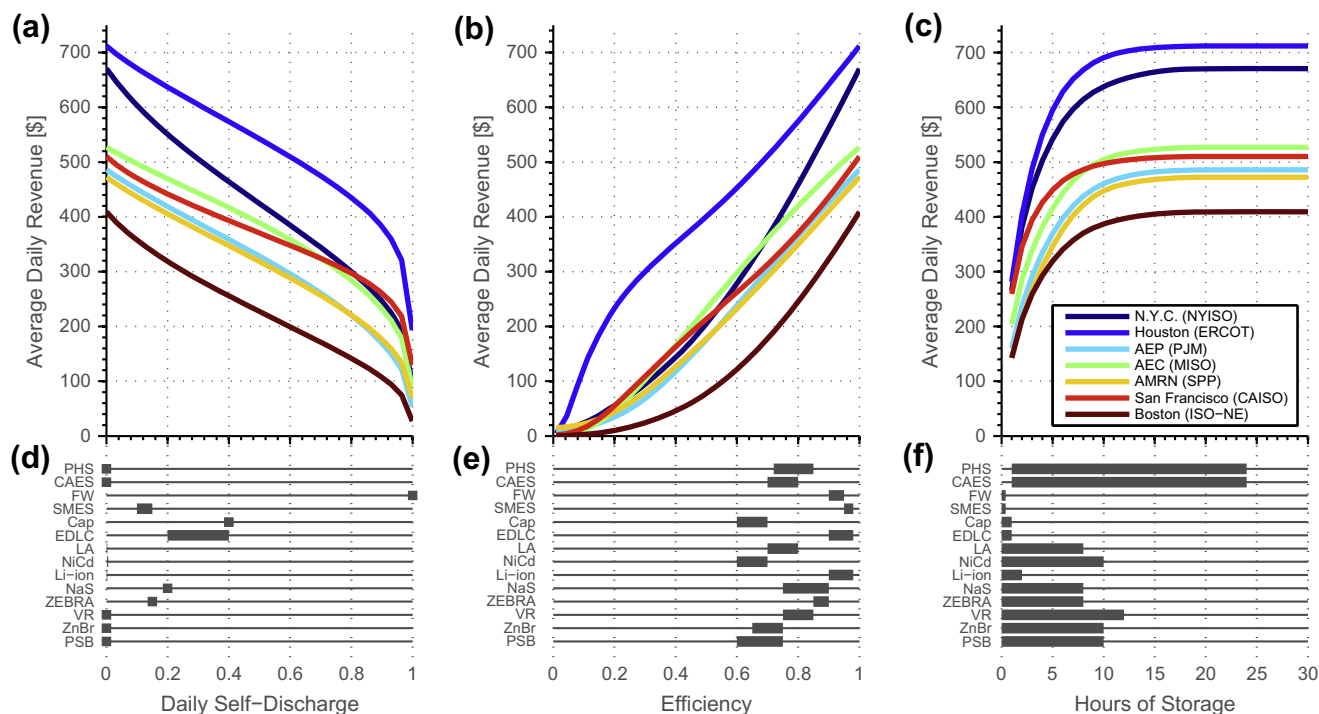 (a)
(b)
(c)
Average Daily Revenue [$]
700
600
500
400
300
200
100
0
Average Daily Revenue [$]
700
600
500
400
300
200
100
0
Average Daily Revenue [$]
700
600
500
400
300
200
100
0
N.Y.C. (NYISO)
Houston (ERCOT)
AEP (PJM)
AEC (MISO)
AMRN (SPP)
San Francisco (CAISO)
Boston (ISO−NE)
(d)
PHS
CAES
FW
SMES
Cap
EDLC
LA
NiCd
Li−ion
NaS
ZEBRA
VR
ZnBr
PSB
0 0.2 0.4 0.6 0.8 1
Daily Self−Discharge
(e)
PHS
CAES
FW
SMES
Cap
EDLC
LA
NiCd
Li−ion
NaS
ZEBRA
VR
ZnBr
PSB
0 0.2 0.4 0.6 0.8 1
Efficiency
(f)
PHS
CAES
FW
SMES
Cap
EDLC
LA
NiCd
Li−ion
NaS
ZEBRA
VR
ZnBr
PSB
0 5 10 15 20 25 30
Hours of Storage